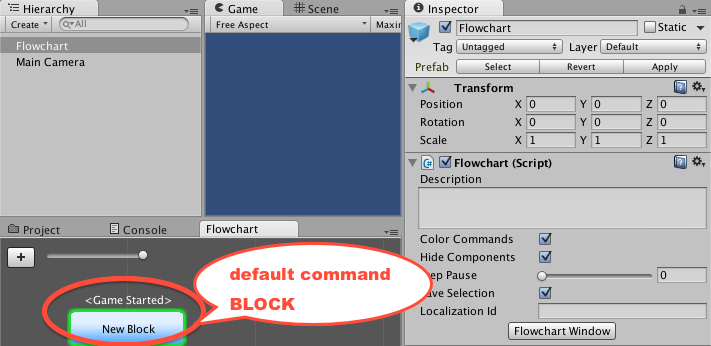 Hierarchy
Create
All
Flowchart
Main Camera
Game
Scene
Free Aspect
Maxin
Inspector
Flowchart
Static
Tag
Untagged
Layer
Default
Prefab
Select
Revert
Apply
Transform
Position X 0 Y 0 Z 0
Rotation X 0 Y 0 Z 0
Scale X 1 Y 1 Z 1
Flowchart (Script)
Description
Color Commands
Hide Components
ep Pause 0
ave Selection
Localization Id
Flowchart Window
Project
Console
Flowchart
+
<Game Started>
New Block
default command
BLOCK